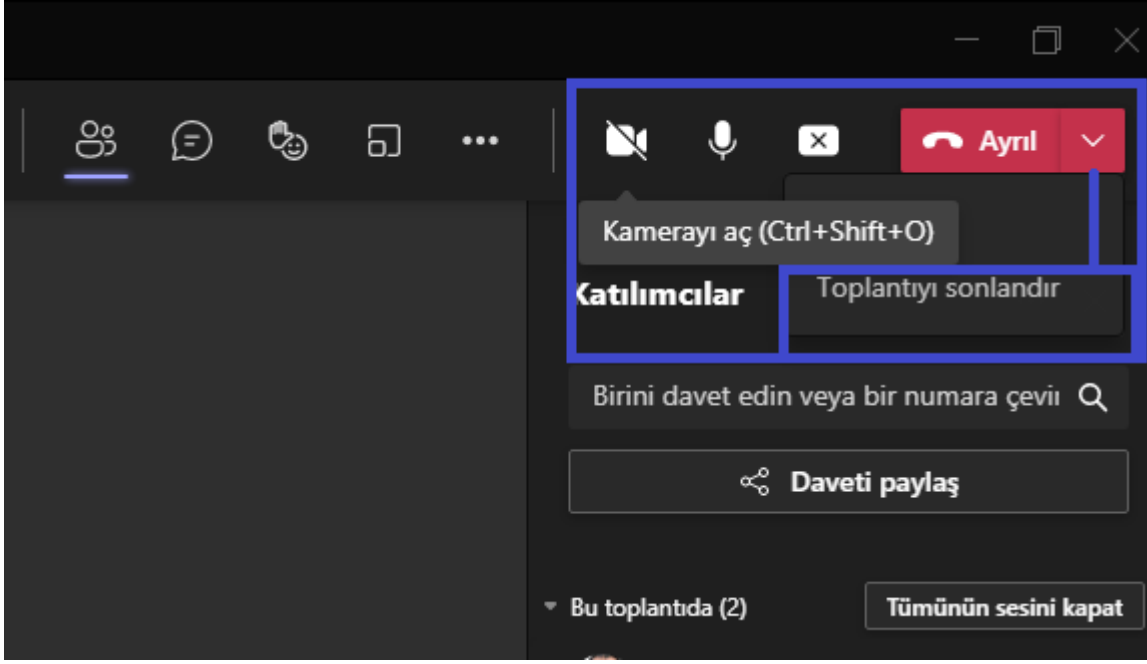 Ayrıl
Kamerayı aç (Ctrl+Shift+O)
Katılımcılar
Toplantıyı sonlandır
Birini davet edin veya bir numara çevii
Daveti paylaş
Bu toplantıda (2)
Tümünün sesini kapat